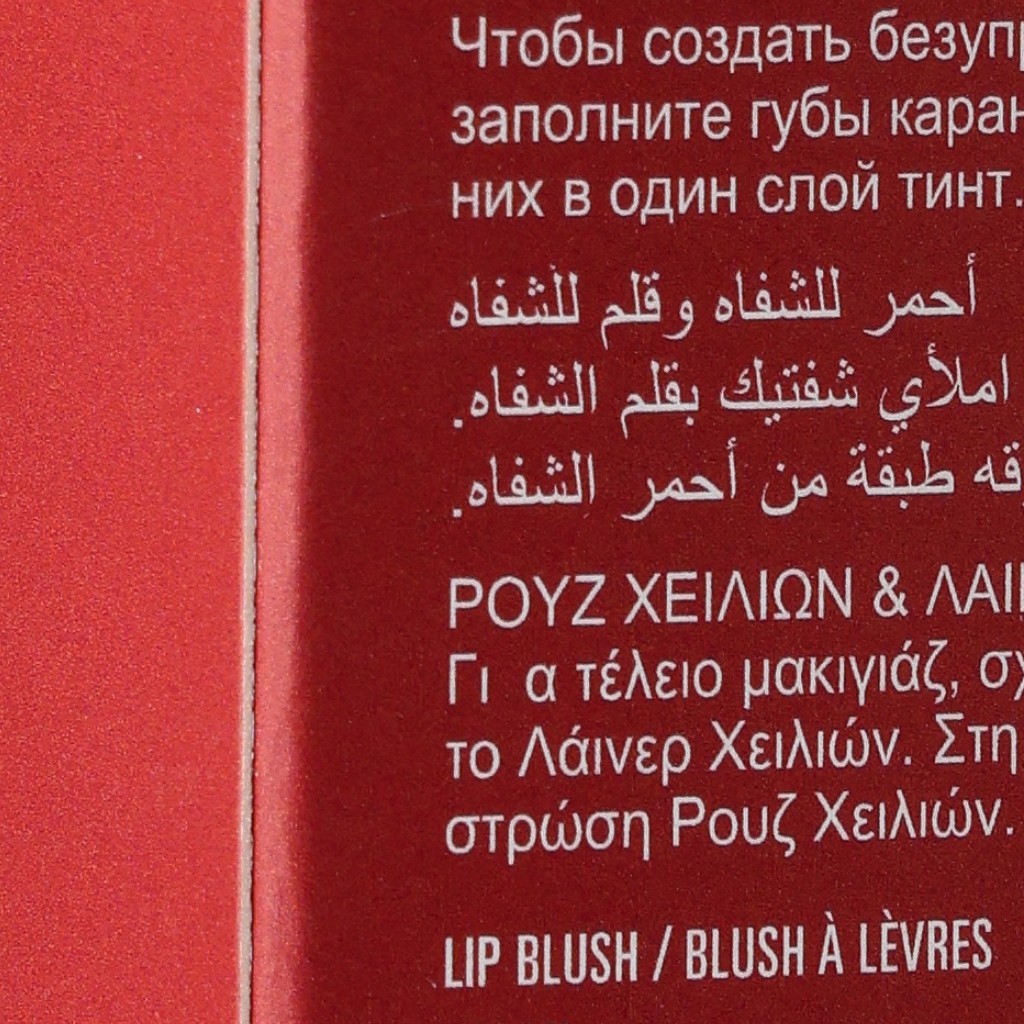 Чтобы создать безупр
заполните губы каран
них в один слой тинт.
أحمر للشفاه وقلم للشفاه
املأي شفتيك بقلم الشفاه.
قه طبقة من أحمر الشفاه.
ΡΟΥΖ ΧΕΙΛΙΩΝ & ΛΑΙ
Γι α τέλειο μακιγιάζ, σχ
το Λάινερ Χειλιών. Στη
στρώση Ρουζ Χειλιών.
LIP BLUSH / BLUSH À LÈVRES